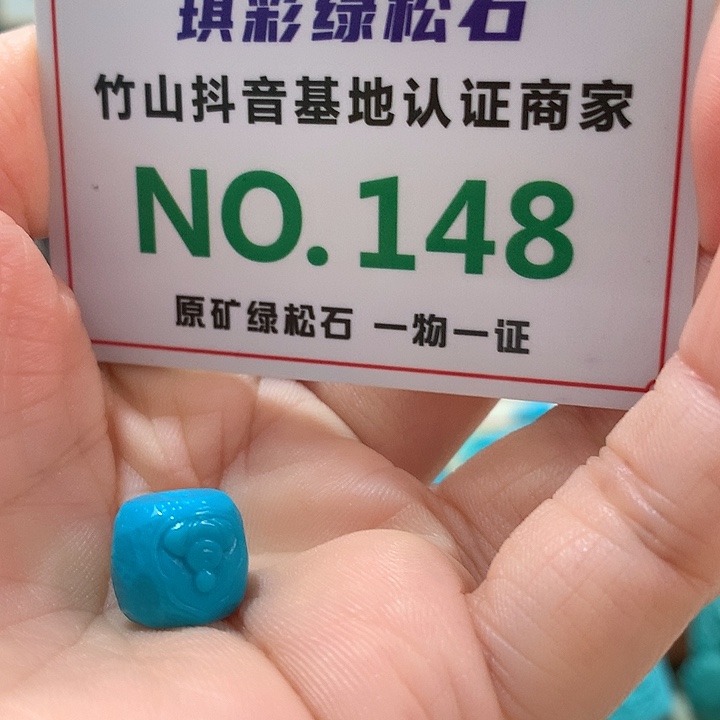 琪彩绿松石
竹山抖音基地认证商家
NO.148
原矿绿松石 一物一证